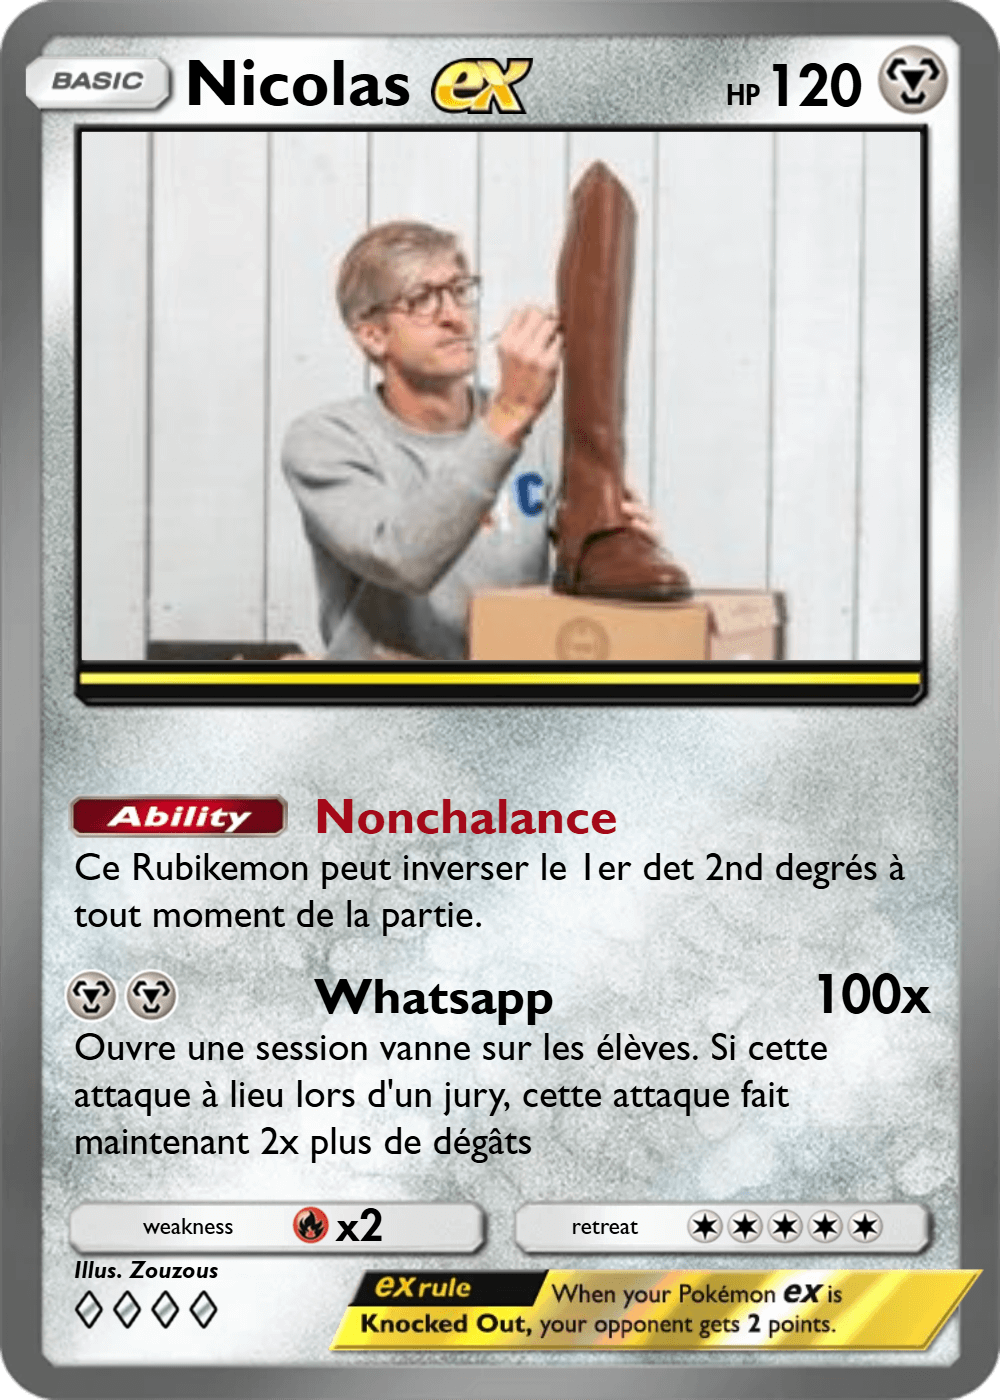 BASIC Nicolas ex HP 120
C
Ability Nonchalance
Ce Rubikemon peut inverser le 1er det 2nd degrés à
tout moment de la partie.
Whatsapp 100x
Ouvre une session vanne sur les élèves. Si cette
attaque à lieu lors d'un jury, cette attaque fait
maintenant 2x plus de dégâts
weakness x2 retreat
Illus. Zouzous
ex rule When your Pokémon ex is
Knocked Out, your opponent gets 2 points.